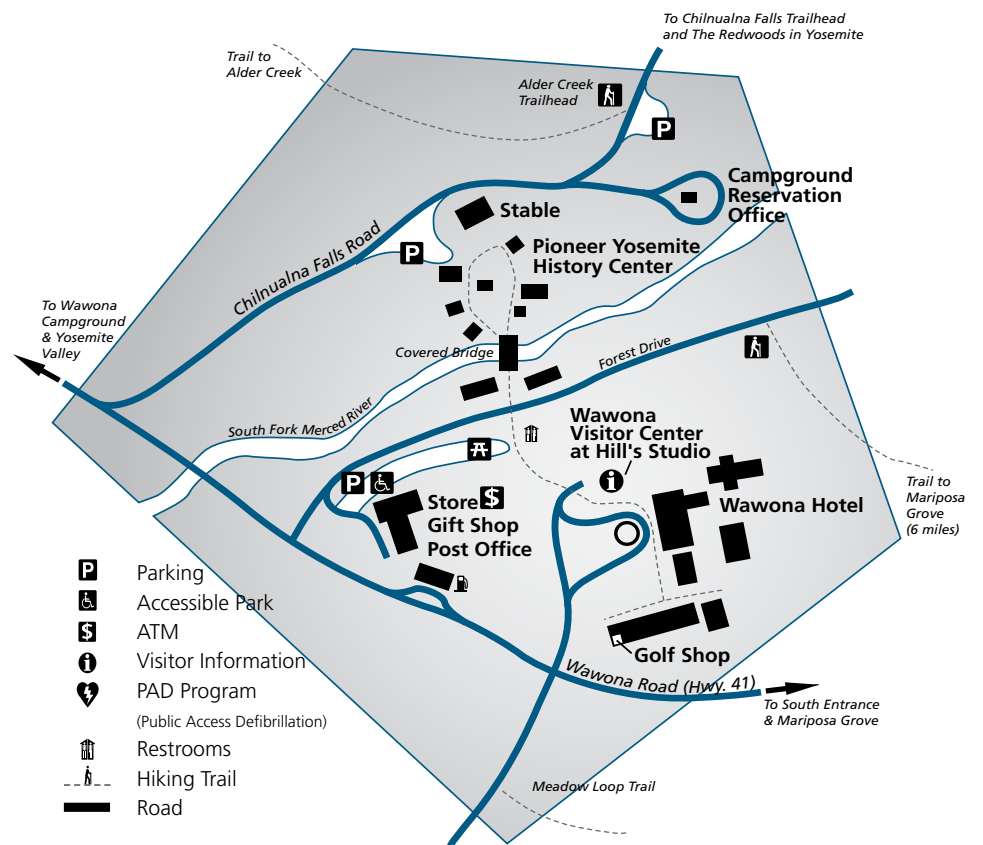 To Chilnualna Falls Trailhead
and The Redwoods in Yosemite
Trail to
Alder Creek
Alder Creek
Trailhead
P
Campground
Reservation
Office
Stable
Pioneer Yosemite
History Center
P
Chilnualna Falls Road
To Wawona
Campground
& Yosemite
Valley
Covered Bridge
Forest Drive
South Fork Merced River
Wawona
Visitor Center
at Hill's Studio
i
Trail to
Mariposa
Grove
(6 miles)
Wawona Hotel
P
Store $
Gift Shop
Post Office
Golf Shop
Wawona Road (Hwy. 41)
To South Entrance
& Mariposa Grove
Meadow Loop Trail
P Parking
Accessible Park
$ ATM
i Visitor Information
PAD Program
(Public Access Defibrillation)
Restrooms
Hiking Trail
Road